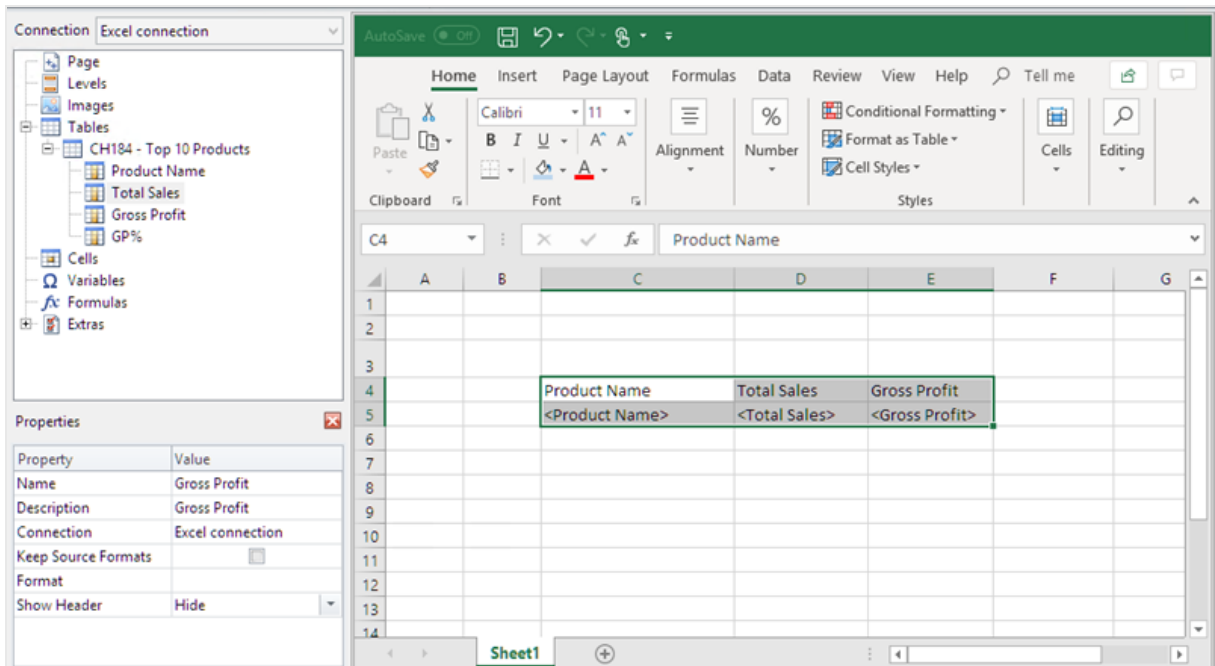 Connection Excel connection
Page
Levels
Images
Tables
CH184 - Top 10 Products
Product Name
Total Sales
Gross Profit
GP%
Cells
Variables
Formulas
Extras
Properties
Property Value
Name Gross Profit
Description Gross Profit
Connection Excel connection
Keep Source Formats
Format
Show Header Hide
AutoSave Off
Home Insert Page Layout Formulas Data Review View Help Tell me
Paste
Clipboard
Calibri 11
B I U A A
A
Font
Alignment
%
Number
Conditional Formatting
Format as Table
Cell Styles
Styles
Cells
Editing
C4 fx Product Name
A B C D E F G
1
2
3
4 Product Name Total Sales Gross Profit
5 <Product Name> <Total Sales> <Gross Profit>
6
7
8
9
10
11
12
13
14
Sheet1